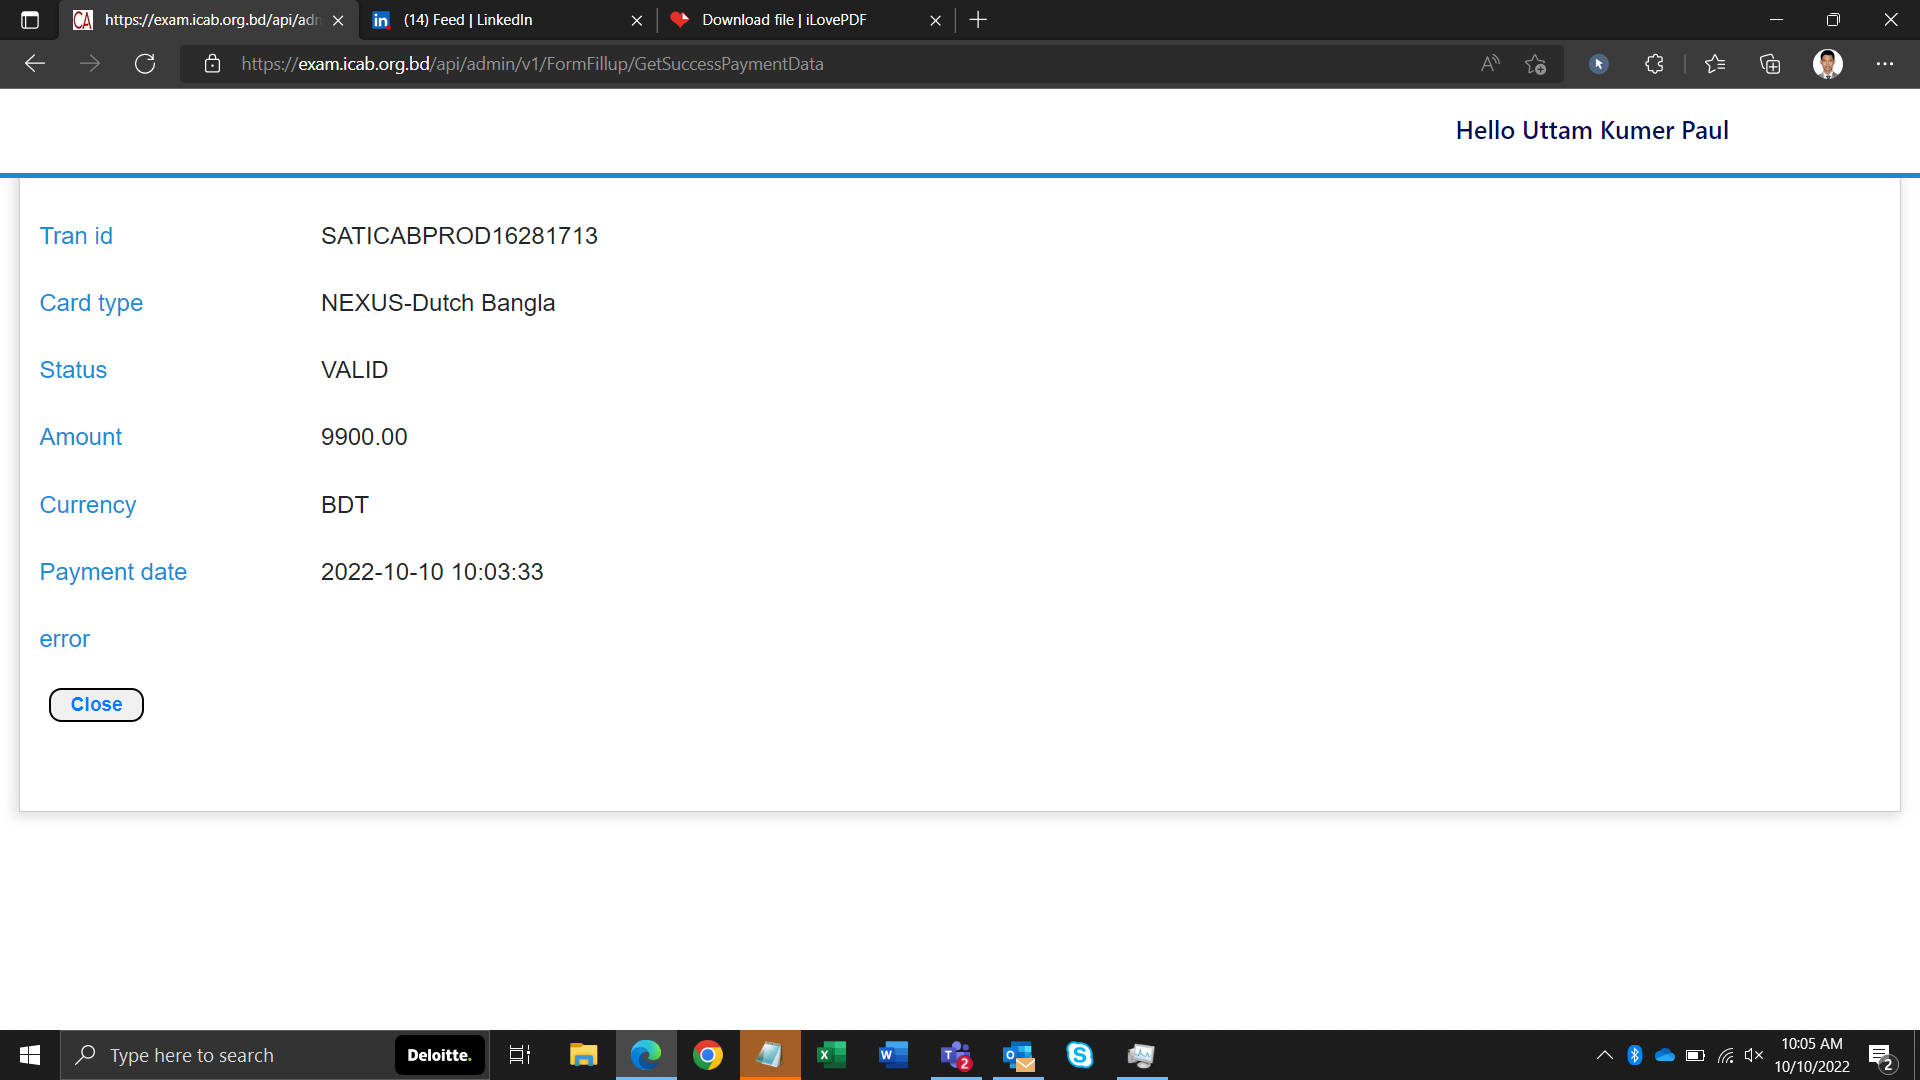 https://exam.icab.org.bd/api/adn
(14) Feed | LinkedIn
Download file | iLovePDF
https://exam.icab.org.bd/api/admin/v1/FormFillup/GetSuccessPaymentData
Hello Uttam Kumer Paul
Tran id SATICABPROD16281713
Card type NEXUS-Dutch Bangla
Status VALID
Amount 9900.00
Currency BDT
Payment date 2022-10-10 10:03:33
error
Close
Type here to search
Deloitte.
2
10:05 AM
10/10/2022
2